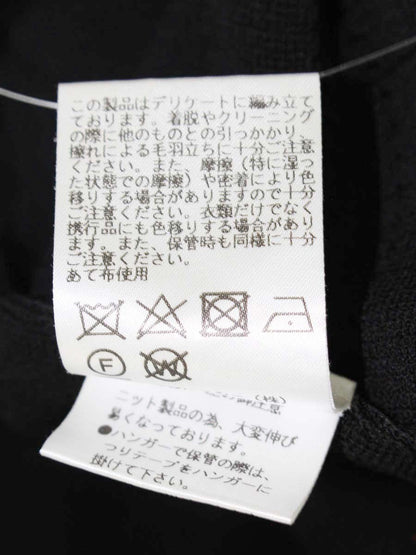 この製品はデリケートに編み立て
ております。着脱やクリーニング
の際に他のものとの引っかかり、
擦れによる毛羽立ちに十分ご注意
ください。また、摩擦（特に湿っ
た状態での摩擦）や密着により色
移りする場合がありますので十分
ご注意ください。衣類だけでなく
携行品にも色移りする場合があり
ます。また、保管時も同様に十分
ご注意ください。
あて布使用
F
W
ニット製品の為、大変伸び
易くなっております。
●ハンガーで保管の際は、
つりテープをハンガーに
掛けて下さい。